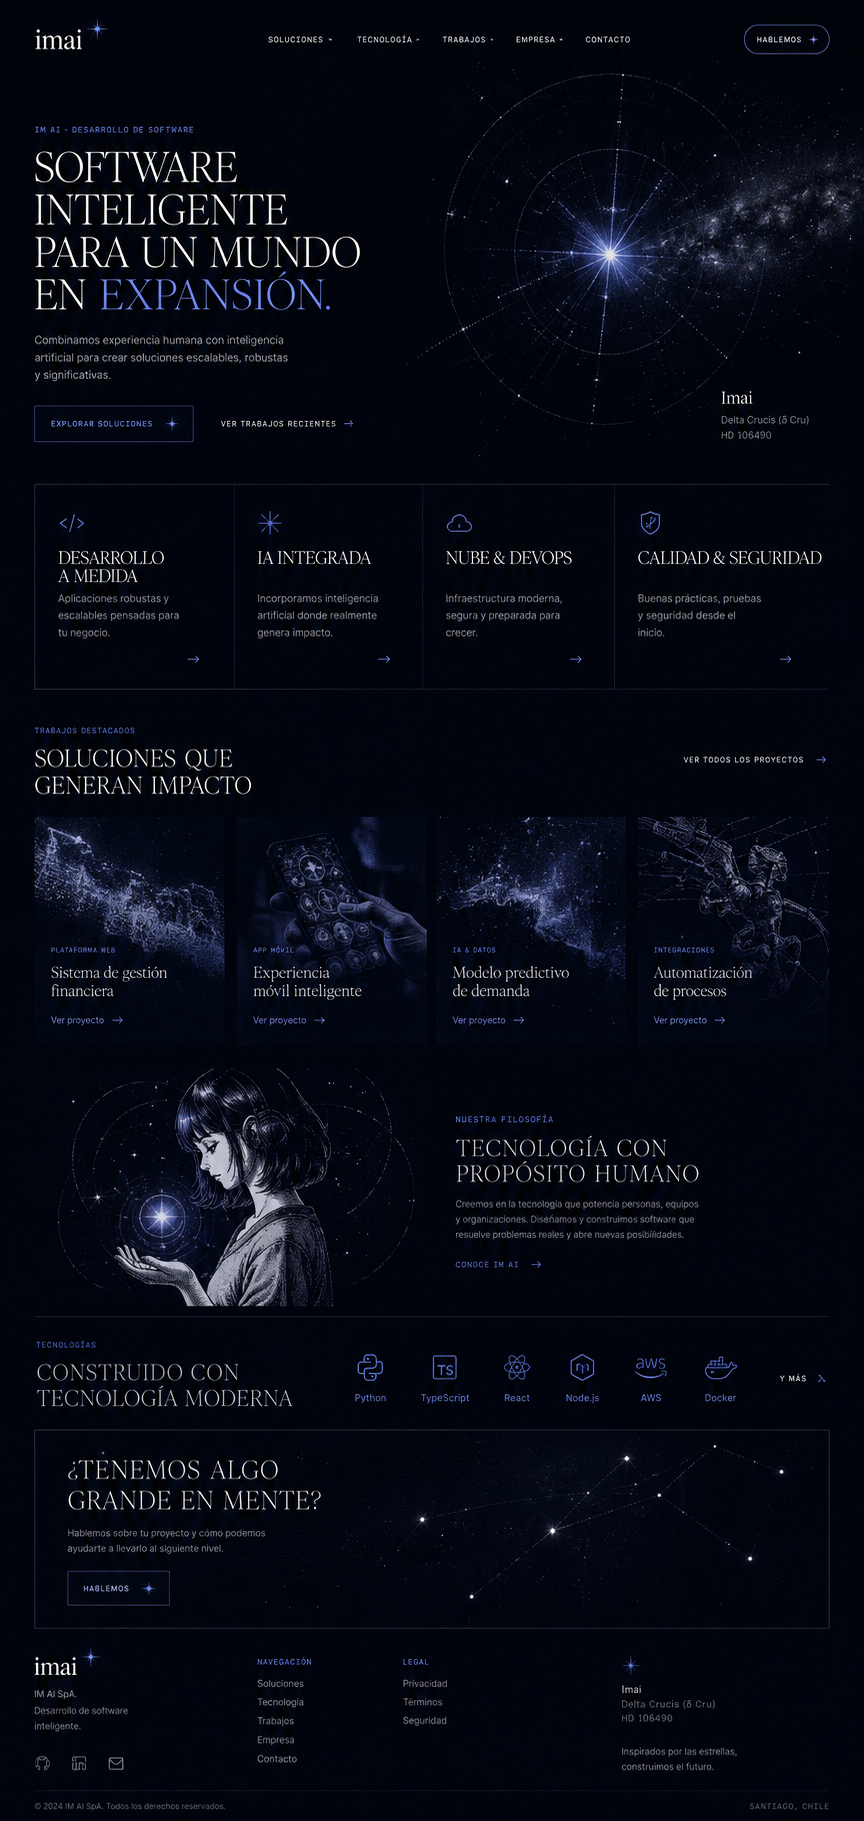 imai
SOLUCIONES
TECNOLOGÍA
TRABAJOS
EMPRESA
CONTACTO
HABLEMOS
IM AI - DESARROLLO DE SOFTWARE
SOFTWARE
INTELIGENTE
PARA UN MUNDO
EN EXPANSIÓN.
Combinamos experiencia humana con inteligencia
artificial para crear soluciones escalables, robustas
y significativas.
EXPLORAR SOLUCIONES
VER TRABAJOS RECIENTES →
Imai
Delta Crucis (δ Cru)
HD 106490
</>
DESARROLLO
A MEDIDA
Aplicaciones robustas y
escalables pensadas para
tu negocio.
→
IA INTEGRADA
Incorporamos inteligencia
artificial donde realmente
genera impacto.
→
NUBE & DEVOPS
Infraestructura moderna,
segura y preparada para
crecer.
→
CALIDAD & SEGURIDAD
Buenas prácticas, pruebas
y seguridad desde el
inicio.
→
TRABAJOS DESTACADOS
SOLUCIONES QUE
GENERAN IMPACTO
VER TODOS LOS PROYECTOS →
PLATAFORMA WEB
Sistema de gestión
financiera
Ver proyecto →
APP MÓVIL
Experiencia
móvil inteligente
Ver proyecto →
IA & DATOS
Modelo predictivo
de demanda
Ver proyecto →
INTEGRACIONES
Automatización
de procesos
Ver proyecto →
NUESTRA FILOSOFÍA
TECNOLOGÍA CON
PROPÓSITO HUMANO
Creemos en la tecnología que potencia personas, equipos
y organizaciones. Diseñamos y construimos software que
resuelve problemas reales y abre nuevas posibilidades.
CONOCE IM AI →
TECNOLOGÍAS
CONSTRUIDO CON
TECNOLOGÍA MODERNA
Python
TS
TypeScript
React
Node.js
aws
AWS
Docker
Y MÁS
¿TENEMOS ALGO
GRANDE EN MENTE?
Hablemos sobre tu proyecto y cómo podemos
ayudarte a llevarlo al siguiente nivel.
HABLEMOS
imai
IM AI SpA.
Desarrollo de software
inteligente.
in
NAVEGACIÓN
Soluciones
Tecnología
Trabajos
Empresa
Contacto
LEGAL
Privacidad
Términos
Seguridad
Imai
Delta Crucis (δ Cru)
HD 106490
Inspirados por las estrellas,
construimos el futuro.
© 2024 IM AI SpA. Todos los derechos reservados.
SANTIAGO, CHILE